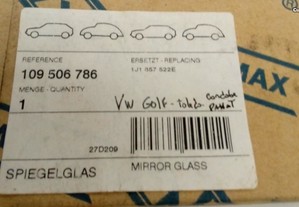 REFERENCE
109 506 786
ERSETZT - REPLACING
1J1 857 522E
MENGE - QUANTITY
1
VW GOLF - Toledo
Cordoba
PASSAT
27D209
SPIEGELGLAS
MIRROR GLASS
MAX